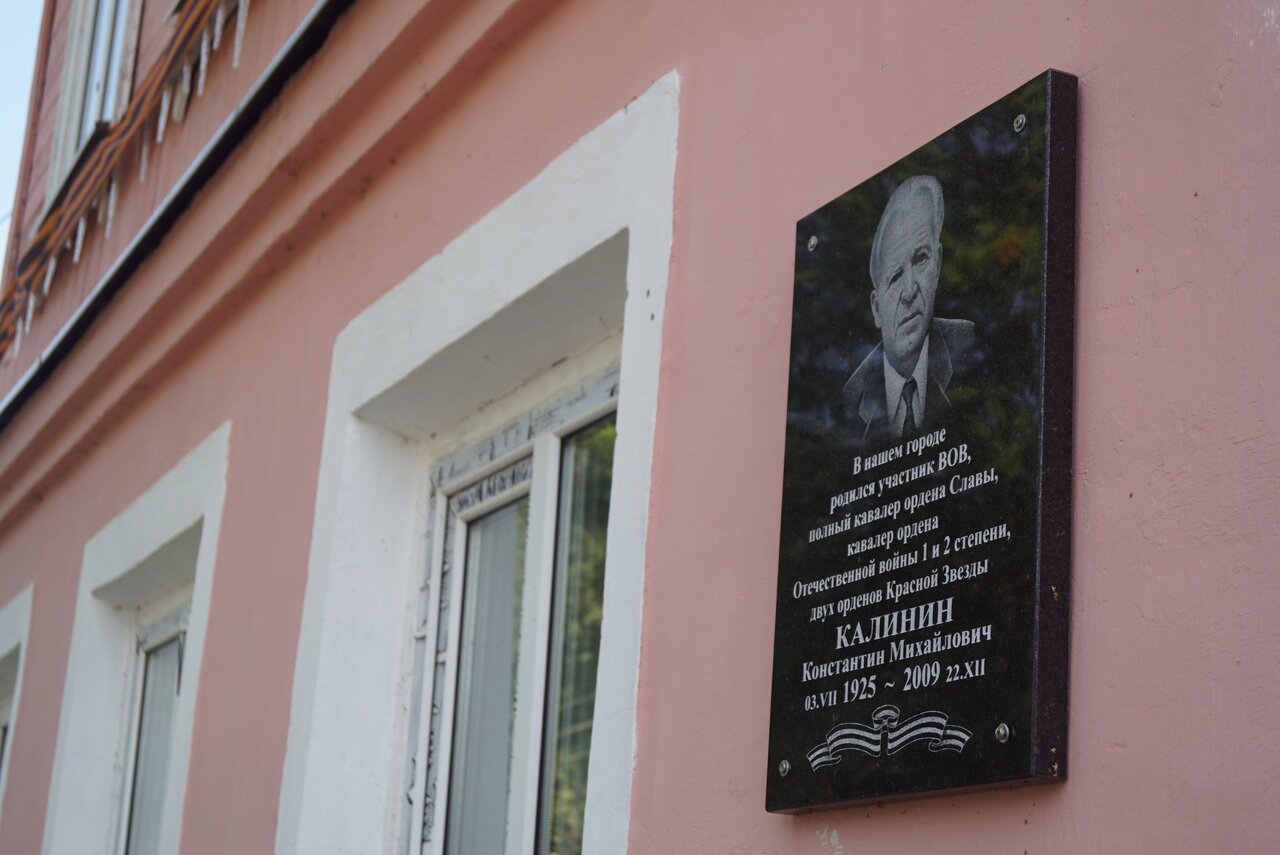 В нашем городе
родился участник ВОВ,
полный кавалер ордена Славы,
кавалер ордена
Отечественной войны 1 и 2 степени,
двух орденов Красной Звезды
КАЛИНИН
Константин Михайлович
03.VII 1925 ~ 2009 22.XII